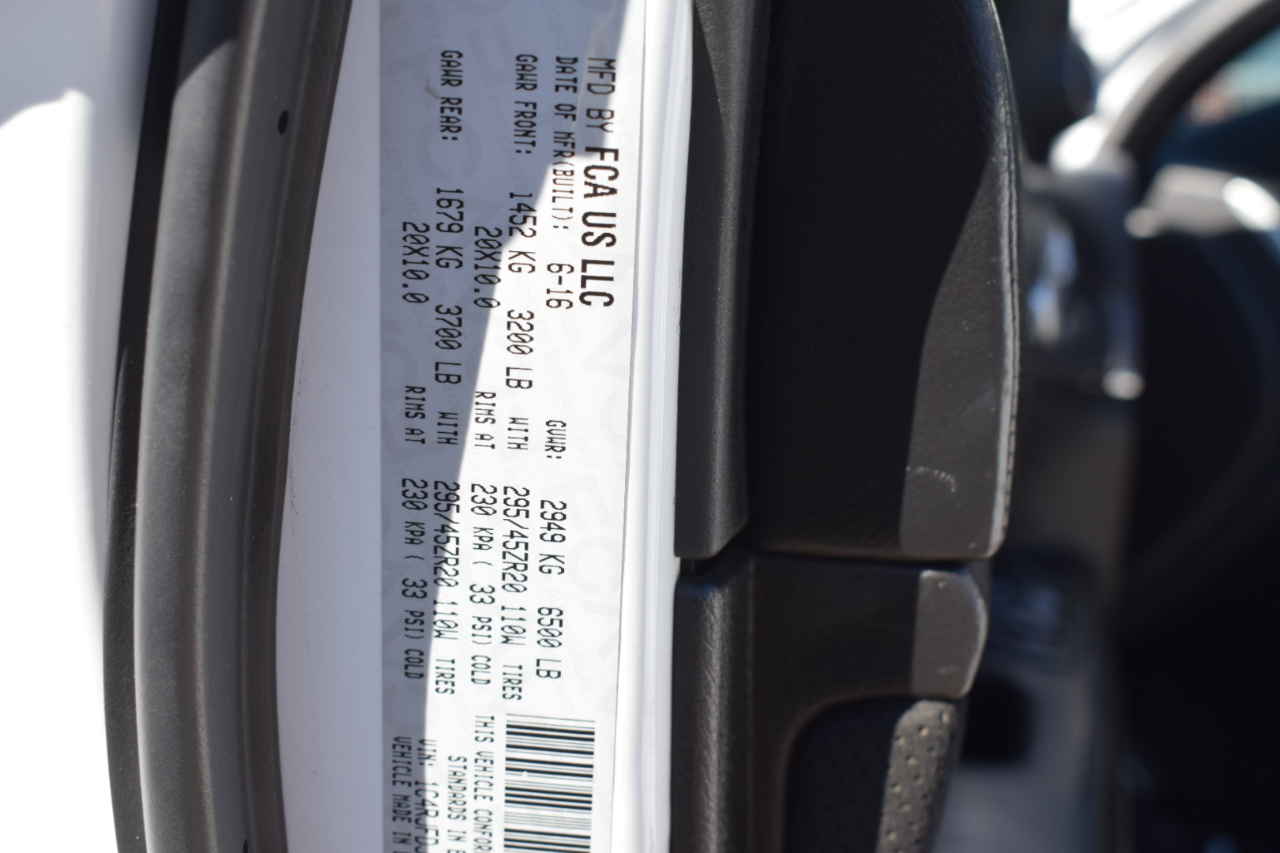 MFD BY FCA US LLC
DATE OF MFR(BUILT): 6-16 GVWR: 2949 KG 6500 LB
GAWR FRONT: 1452 KG 3200 LB WITH 295/45ZR20 110W TIRES
20X10.0 RIMS AT 230 KPA ( 33 PSI) COLD
GAWR REAR: 1679 KG 3700 LB WITH 295/45ZR20 110W TIRES
20X10.0 RIMS AT 230 KPA ( 33 PSI) COLD
THIS VEHICLE CONFOR
STANDARDS IN E
VIN: 1C4RJFDJ
VEHICLE MADE IN